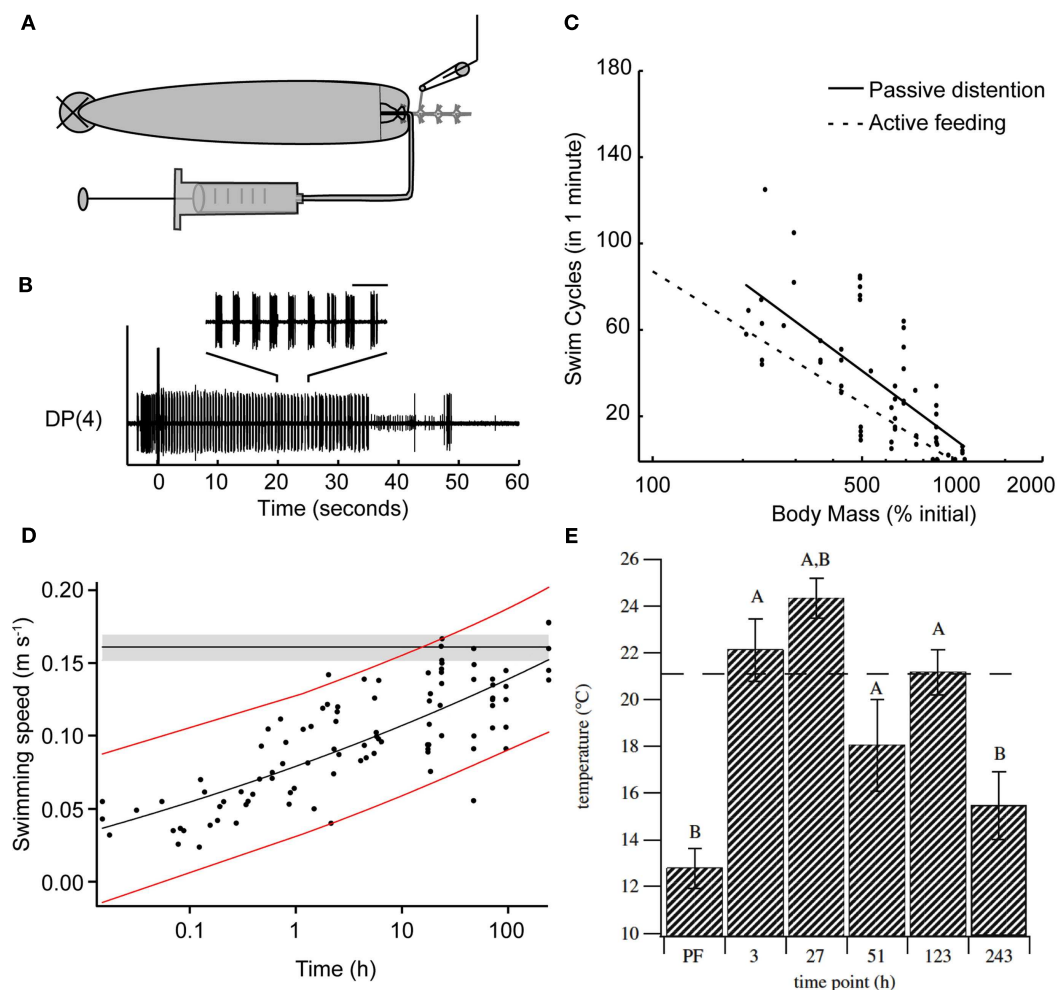 A
B
DP(4)
0
10
20
30
40
50
60
Time (seconds)
C
180
140
100
60
20
Swim Cycles (in 1 minute)
Passive distention
Active feeding
100
500
1000
2000
Body Mass (% initial)
D
0.20
0.15
0.10
0.05
0.00
Swimming speed (m s⁻¹)
0.1
1
10
100
Time (h)
E
26
24
22
20
18
16
14
12
10
temperature (°C)
B
A
A,B
A
A
B
PF
3
27
51
123
243
time point (h)